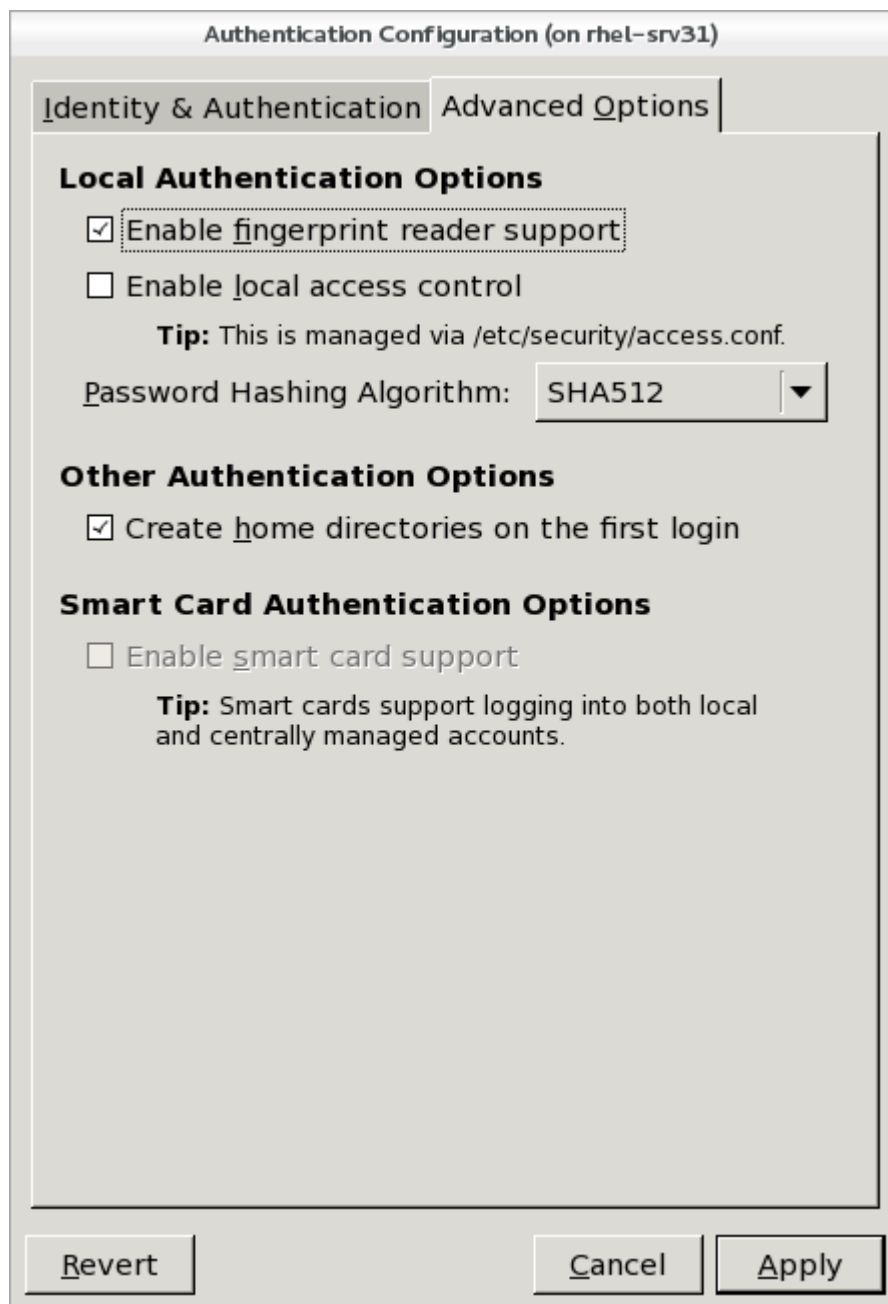 Authentication Configuration (on rhel-srv31)
Identity & Authentication
Advanced Options
Local Authentication Options
Enable fingerprint reader support
Enable local access control
Tip: This is managed via /etc/security/access.conf.
Password Hashing Algorithm: SHA512
Other Authentication Options
Create home directories on the first login
Smart Card Authentication Options
Enable smart card support
Tip: Smart cards support logging into both local
and centrally managed accounts.
Revert
Cancel
Apply